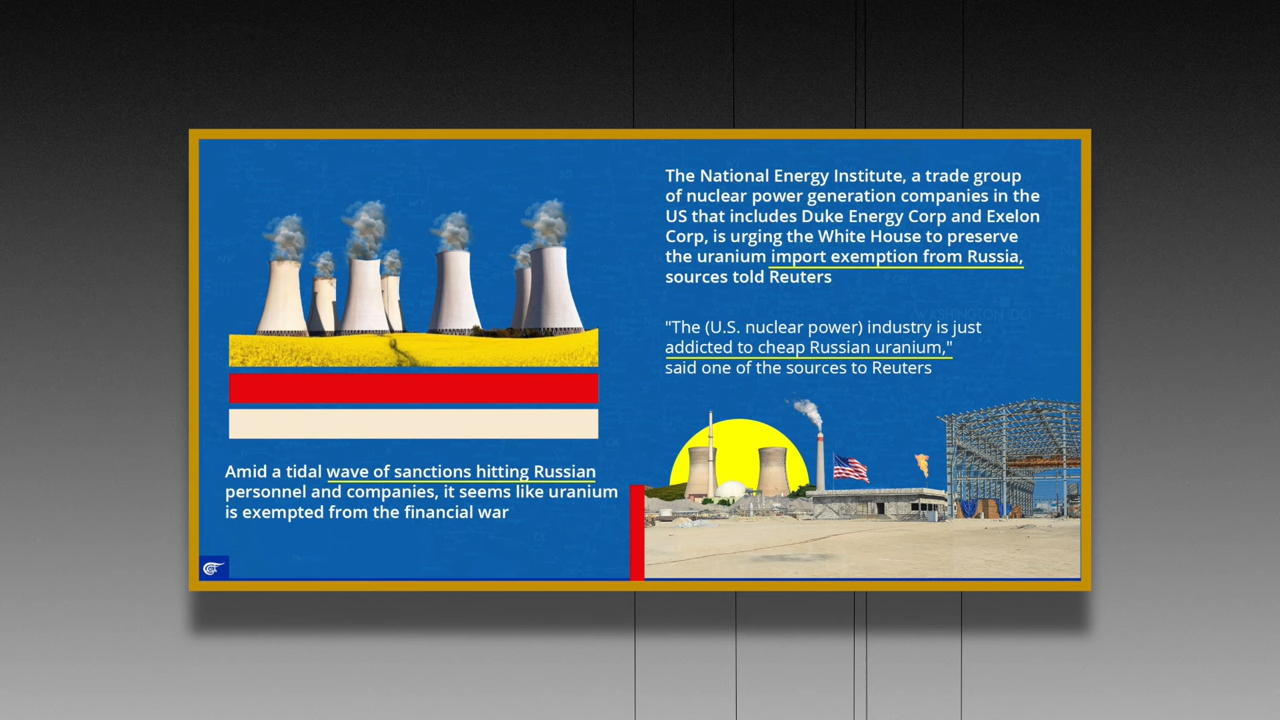 Amid a tidal wave of sanctions hitting Russian
personnel and companies, it seems like uranium
is exempted from the financial war
The National Energy Institute, a trade group
of nuclear power generation companies in the
US that includes Duke Energy Corp and Exelon
Corp, is urging the White House to preserve
the uranium import exemption from Russia,
sources told Reuters
"The (U.S. nuclear power) industry is just
addicted to cheap Russian uranium,"
said one of the sources to Reuters